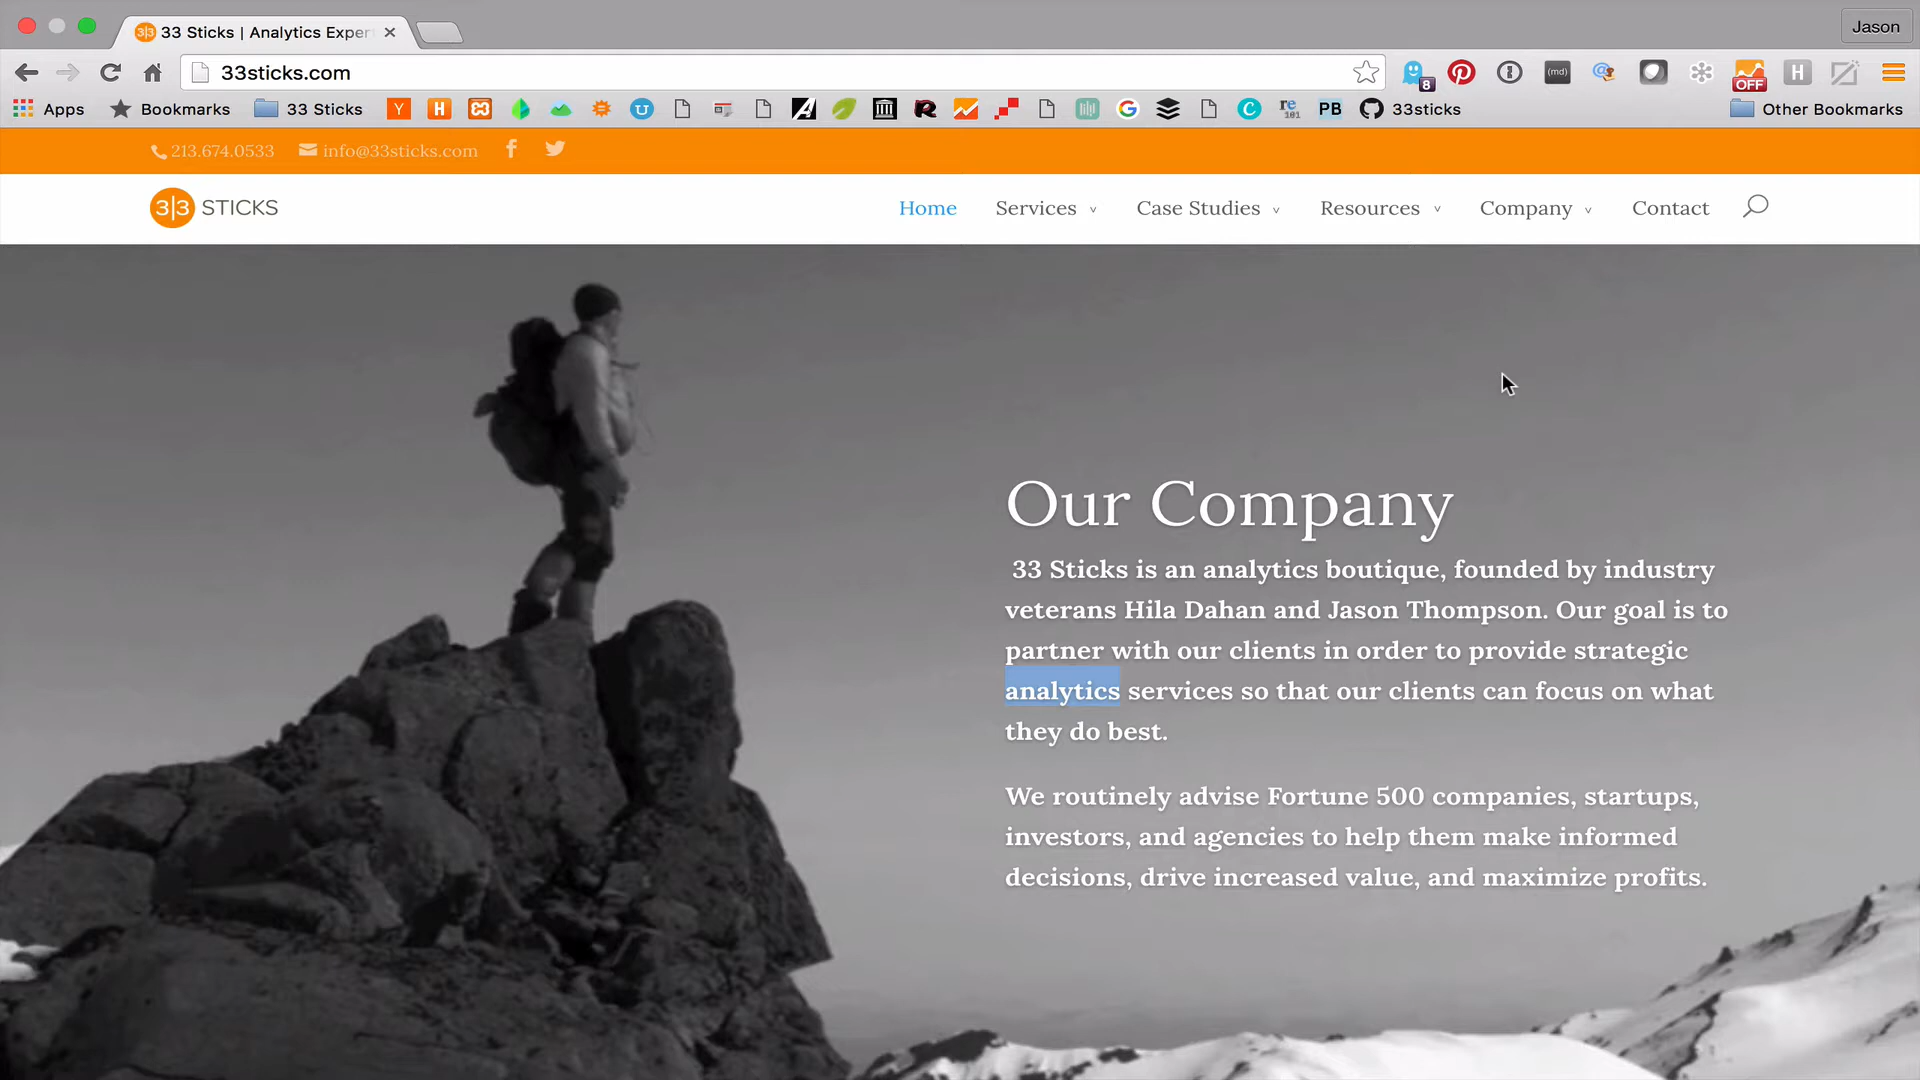 33 Sticks | Analytics Exper
Jason
33sticks.com
8
(md)
OFF
H
Apps
Bookmarks
33 Sticks
Y
H
A
R
G
C
re
101
PB
33sticks
Other Bookmarks
213.674.0533
info@33sticks.com
3|3 STICKS
Home
Services
Case Studies
Resources
Company
Contact
Our Company
33 Sticks is an analytics boutique, founded by industry
veterans Hila Dahan and Jason Thompson. Our goal is to
partner with our clients in order to provide strategic
analytics services so that our clients can focus on what
they do best.
We routinely advise Fortune 500 companies, startups,
investors, and agencies to help them make informed
decisions, drive increased value, and maximize profits.